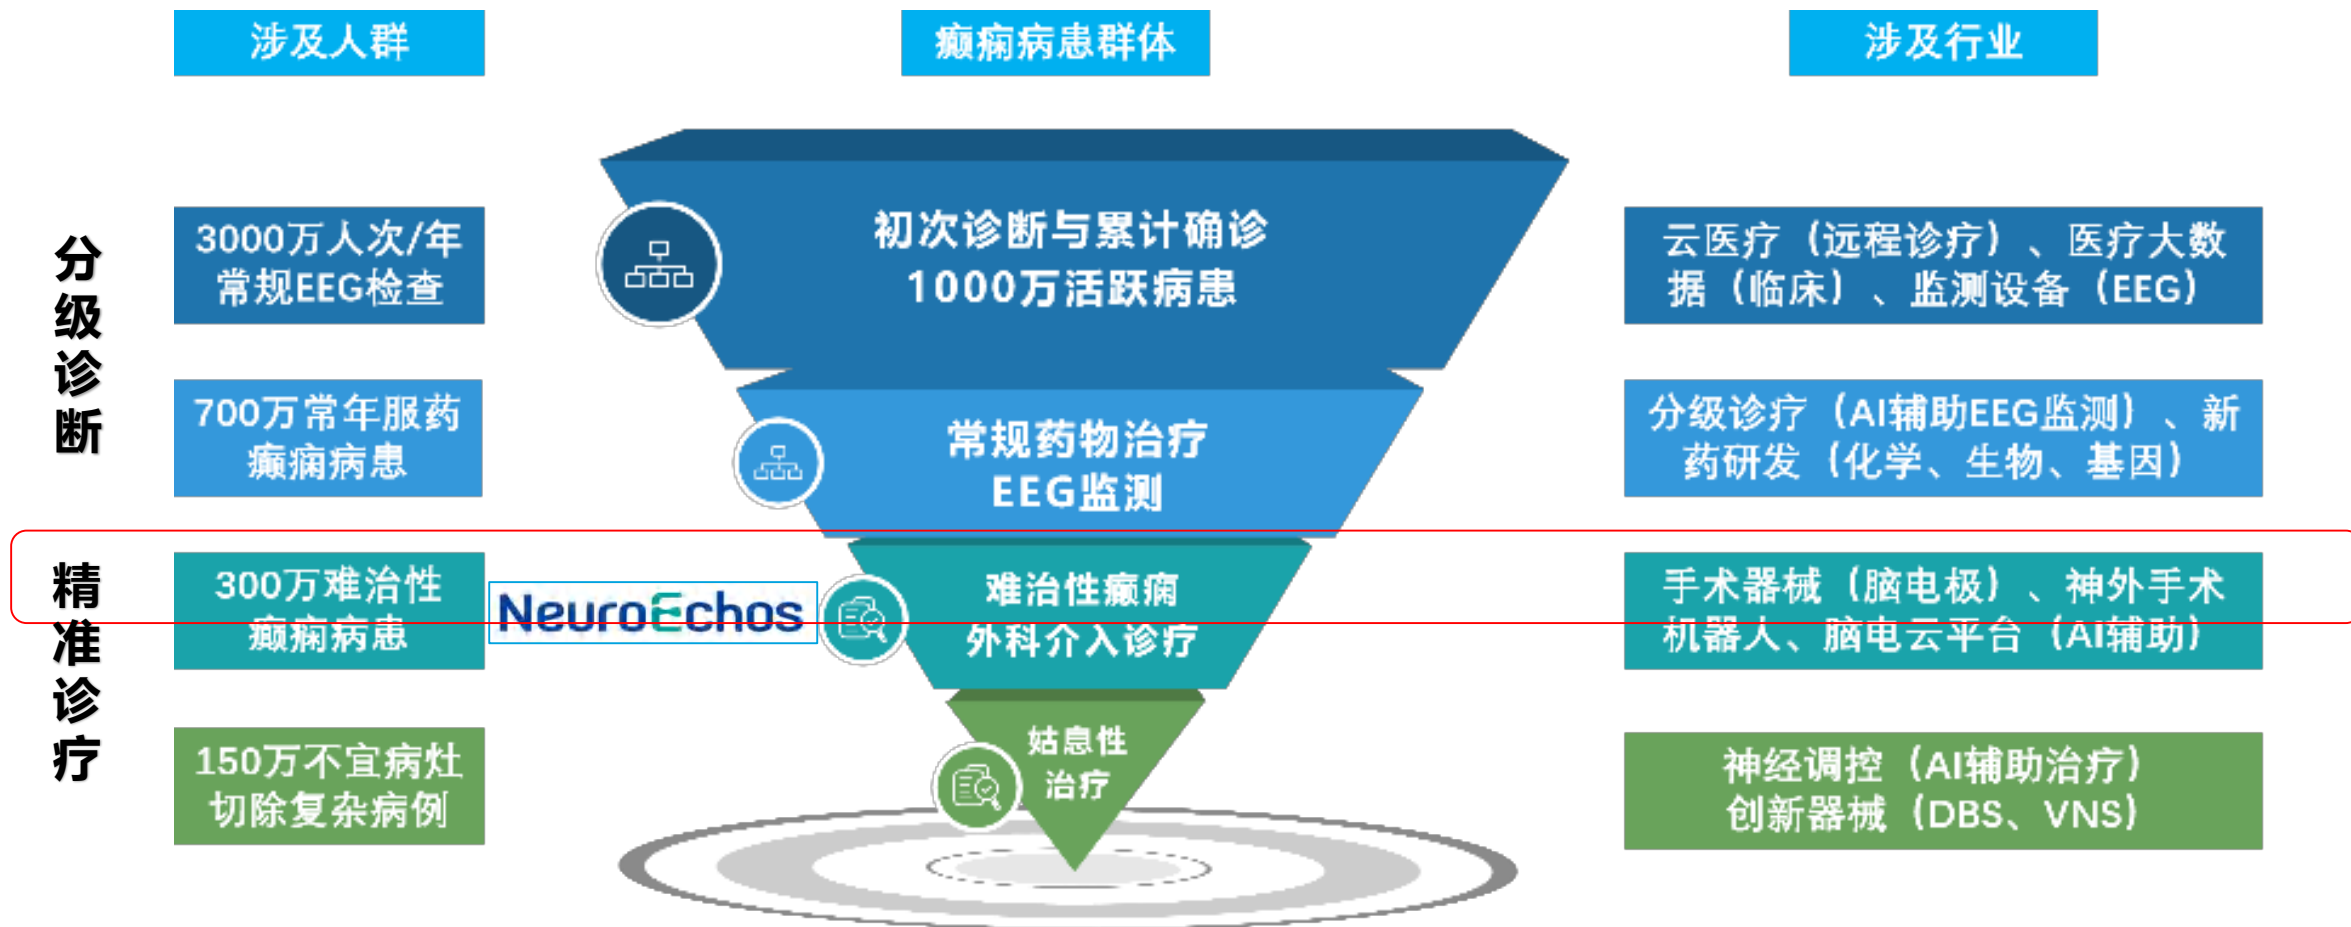 涉及人群
癫痫病患群体
涉及行业
分级诊断
3000万人次/年
常规EEG检查
初次诊断与累计确诊
1000万活跃病患
云医疗（远程诊疗）、医疗大数
据（临床）、监测设备（EEG）
700万常年服药
癫痫病患
常规药物治疗
EEG监测
分级诊疗（AI辅助EEG监测）、新
药研发（化学、生物、基因）
精准诊疗
300万难治性
癫痫病患
NeuroEchos
难治性癫痫
外科介入诊疗
手术器械（脑电极）、神外手术
机器人、脑电云平台（AI辅助）
150万不宜病灶
切除复杂病例
姑息性
治疗
神经调控（AI辅助治疗）
创新器械（DBS、VNS）